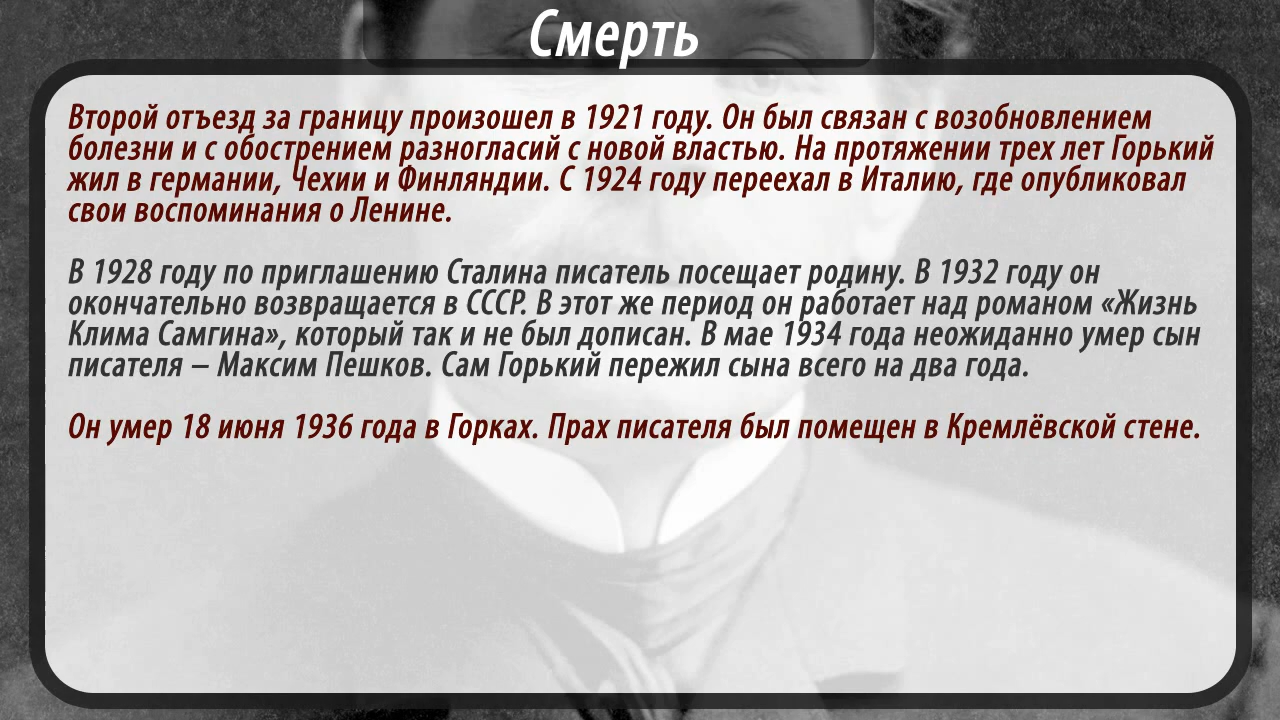 Смерть
Второй отъезд за границу произошел в 1921 году. Он был связан с возобновлением
болезни и с обострением разногласий с новой властью. На протяжении трех лет Горький
жил в германии, Чехии и Финляндии. С 1924 году переехал в Италию, где опубликовал
свои воспоминания о Ленине.
В 1928 году по приглашению Сталина писатель посещает родину. В 1932 году он
окончательно возвращается в СССР. В этот же период он работает над романом «Жизнь
Клима Самгина», который так и не был дописан. В мае 1934 года неожиданно умер сын
писателя – Максим Пешков. Сам Горький пережил сына всего на два года.
Он умер 18 июня 1936 года в Горках. Прах писателя был помещен в Кремлёвской стене.